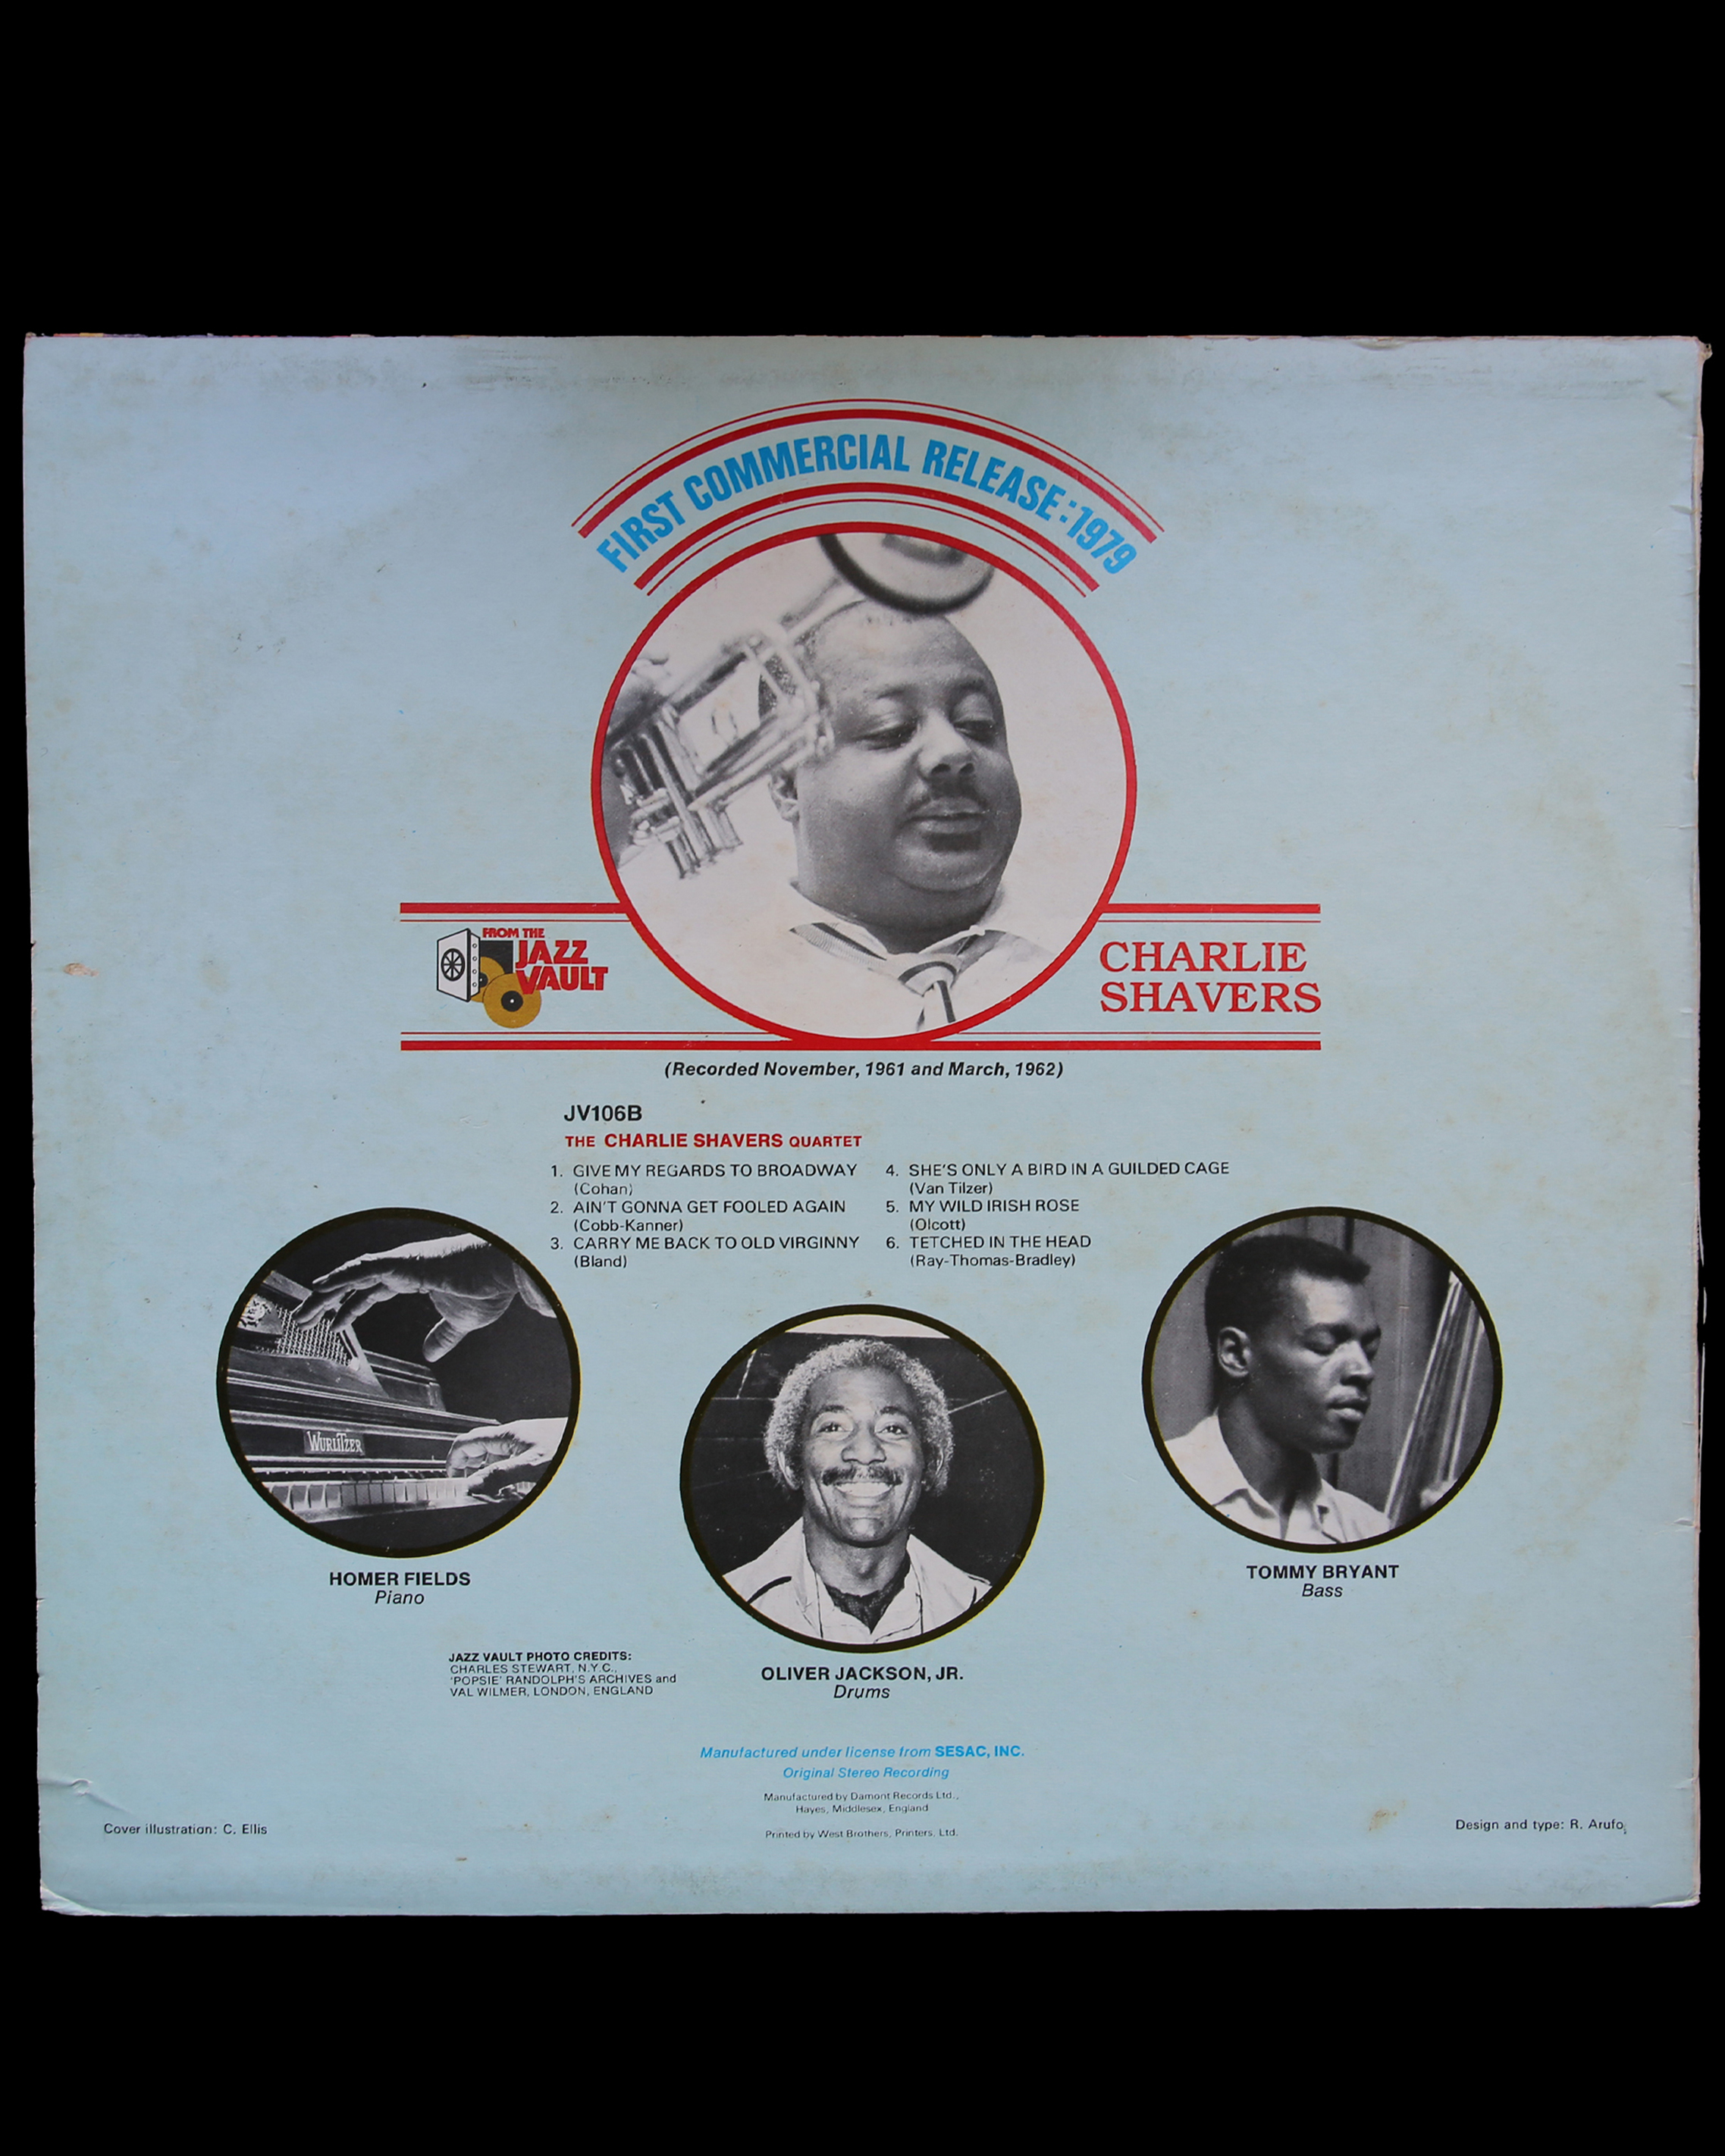 FIRST COMMERCIAL RELEASE:1979
FROM THE
JAZZ
VAULT
CHARLIE
SHAVERS
(Recorded November, 1961 and March, 1962)
JV106B
THE CHARLIE SHAVERS QUARTET
1. GIVE MY REGARDS TO BROADWAY
(Cohan)
2. AIN'T GONNA GET FOOLED AGAIN
(Cobb-Kanner)
3. CARRY ME BACK TO OLD VIRGINNY
(Bland)
4. SHE'S ONLY A BIRD IN A GUILDED CAGE
(Van Tilzer)
5. MY WILD IRISH ROSE
(Olcott)
6. TETCHED IN THE HEAD
(Ray-Thomas-Bradley)
WURLITZER
HOMER FIELDS
Piano
TOMMY BRYANT
Bass
JAZZ VAULT PHOTO CREDITS:
CHARLES STEWART, N.Y.C.,
'POPSIE' RANDOLPH'S ARCHIVES and
VAL WILMER, LONDON, ENGLAND
OLIVER JACKSON, JR.
Drums
Manufactured under license from SESAC, INC.
Original Stereo Recording
Manufactured by Damont Records Ltd.,
Hayes, Middlesex, England
Printed by West Brothers, Printers, Ltd.
Cover illustration: C. Ellis
Design and type: R. Arufo